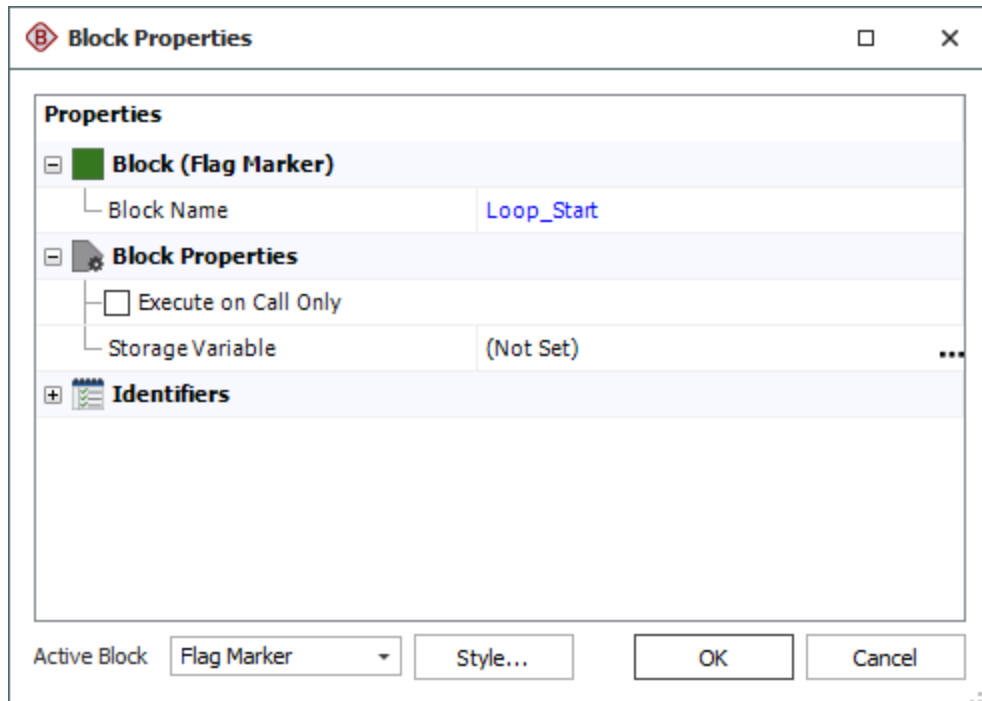 B Block Properties
Properties
Block (Flag Marker)
Block Name Loop_Start
Block Properties
Execute on Call Only
Storage Variable (Not Set) ...
Identifiers
Active Block Flag Marker Style... OK Cancel